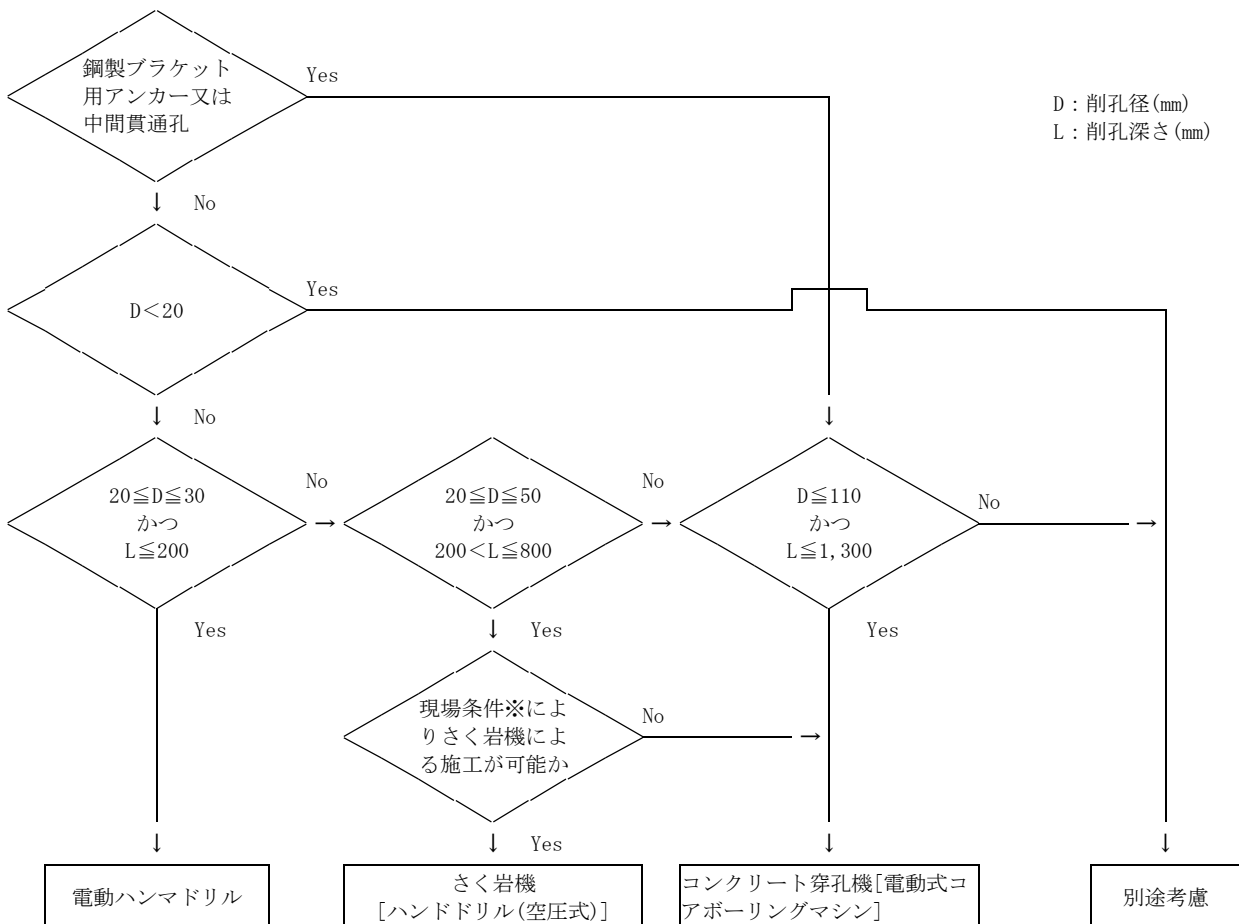 鋼製ブラケット
用アンカー又は
中間貫通孔
Yes
D：削孔径(mm)
L：削孔深さ(mm)
↓ No
D＜20
Yes
↓ No
↓
20≦D≦30
かつ
L≦200
No
→
20≦D≦50
かつ
200＜L≦800
No
→
D≦110
かつ
L≦1,300
No
→
Yes
↓ Yes
Yes
現場条件※によ
りさく岩機によ
る施工が可能か
No
→
↓
↓ Yes
↓
↓
電動ハンマドリル
さく岩機
[ハンドドリル(空圧式)]
コンクリート穿孔機[電動式コ
アボーリングマシン]
別途考慮